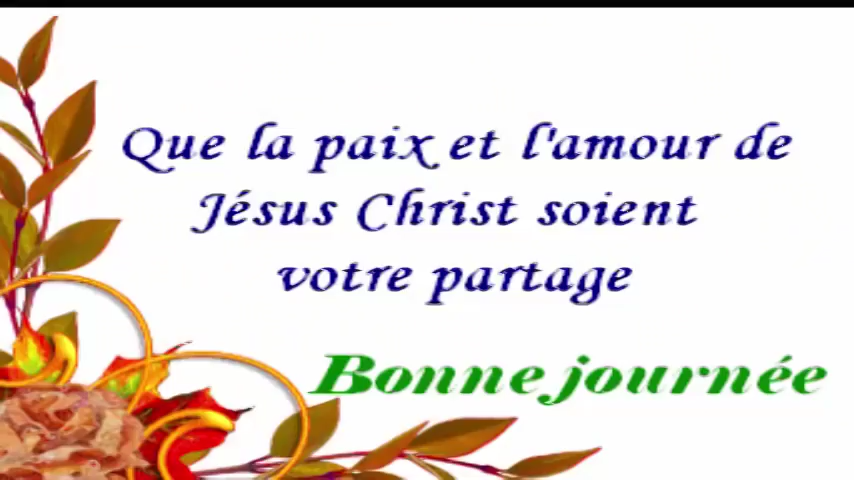 Que la paix et l'amour de
Jésus Christ soient
votre partage
Bonne journée